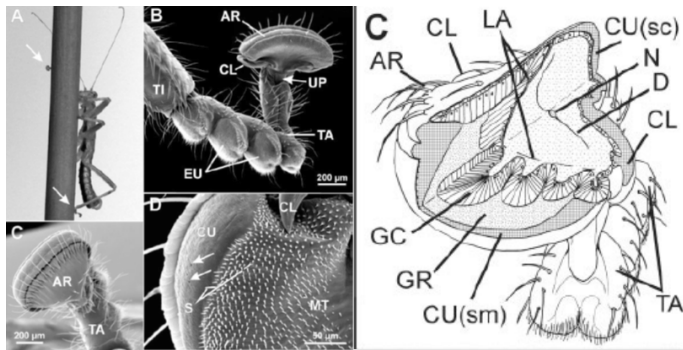 A
B
AR
CL
UP
TI
TA
EU
200 µm
C
AR
TA
200 µm
D
CL
CU
S
MT
50 µm
C
LA
CL
CU(sc)
AR
N
D
CL
GC
GR
CU(sm)
TA